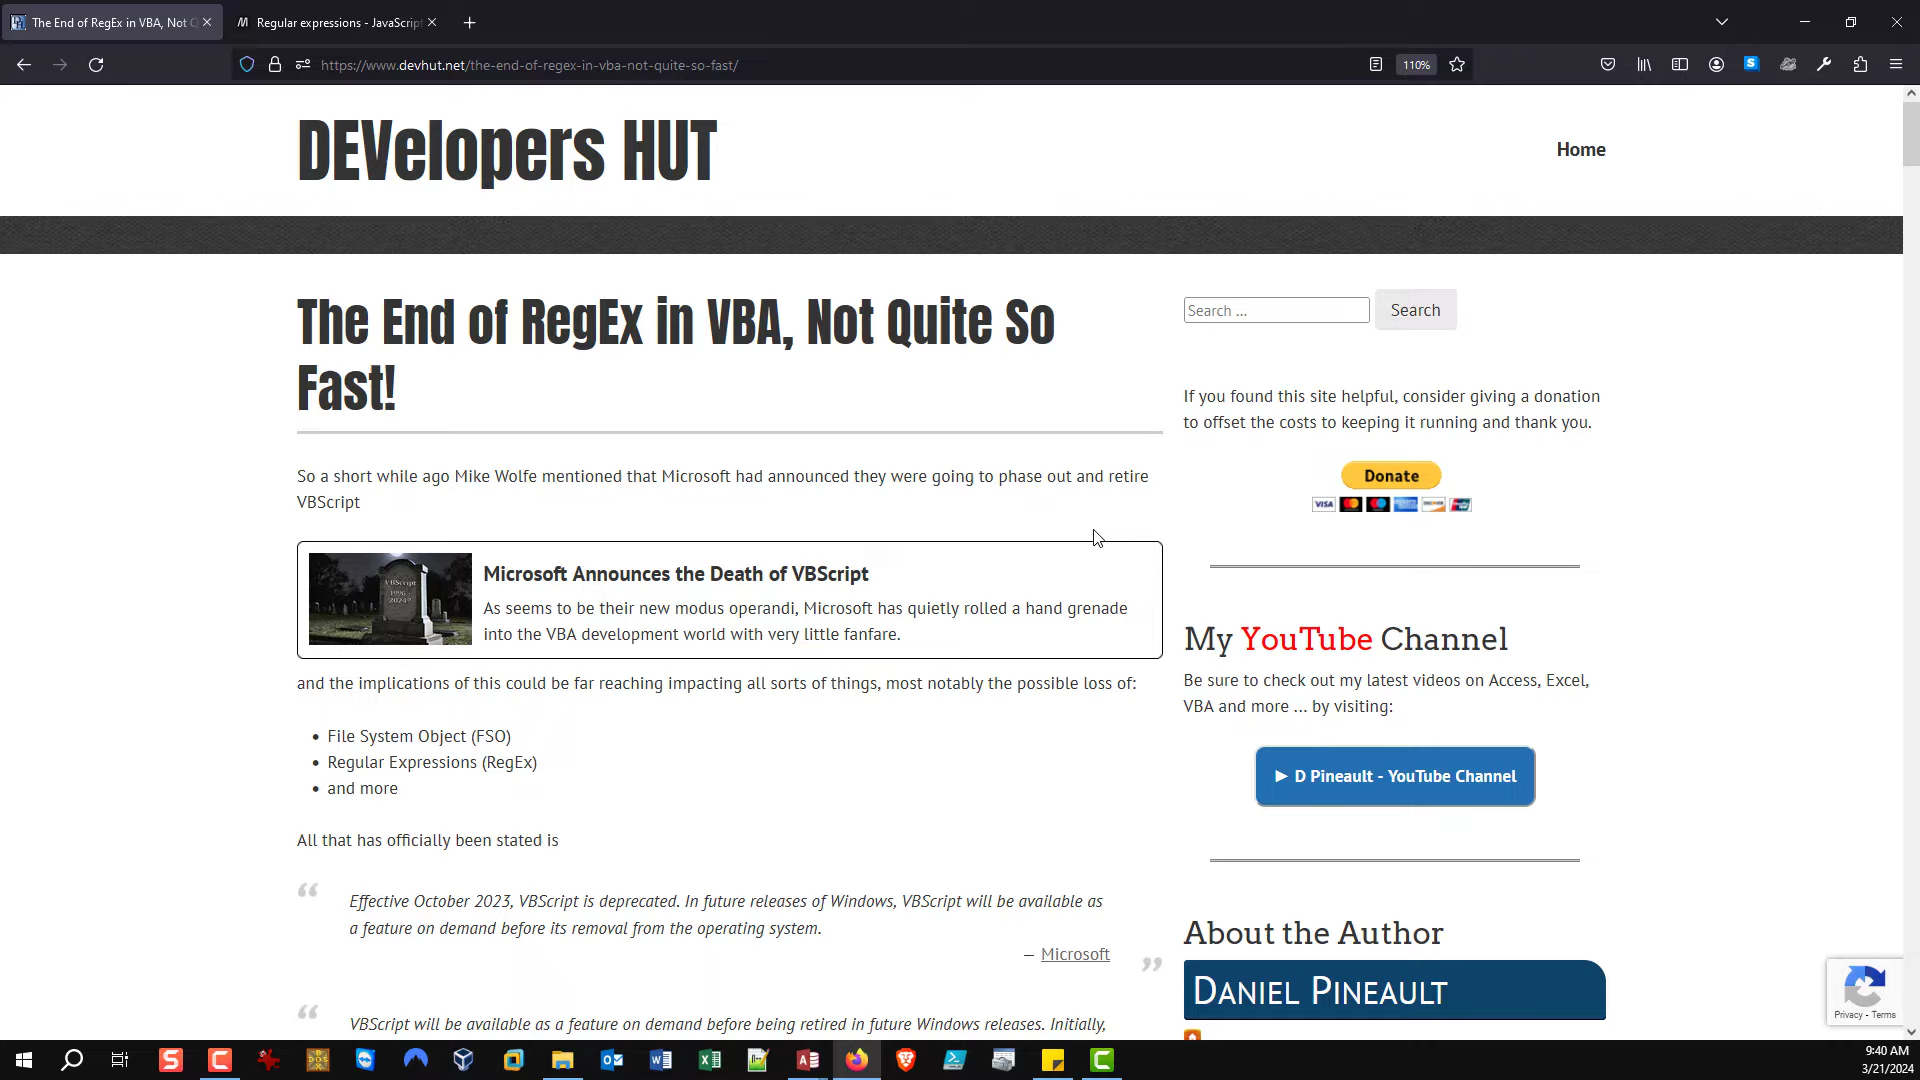 The End of RegEx in VBA, Not Q
Regular expressions - JavaScript
https://www.devhut.net/the-end-of-regex-in-vba-not-quite-so-fast/
110%
DEVelopers HUT
Home
The End of RegEx in VBA, Not Quite So
Fast!
So a short while ago Mike Wolfe mentioned that Microsoft had announced they were going to phase out and retire
VBScript
VBScript
1996 -
2024?
Microsoft Announces the Death of VBScript
As seems to be their new modus operandi, Microsoft has quietly rolled a hand grenade
into the VBA development world with very little fanfare.
and the implications of this could be far reaching impacting all sorts of things, most notably the possible loss of:
• File System Object (FSO)
• Regular Expressions (RegEx)
• and more
All that has officially been stated is
“ Effective October 2023, VBScript is deprecated. In future releases of Windows, VBScript will be available as
a feature on demand before its removal from the operating system.
— Microsoft ”
“ VBScript will be available as a feature on demand before being retired in future Windows releases. Initially,
Search ...
Search
If you found this site helpful, consider giving a donation
to offset the costs to keeping it running and thank you.
Donate
VISA
My YouTube Channel
Be sure to check out my latest videos on Access, Excel,
VBA and more ... by visiting:
► D Pineault - YouTube Channel
About the Author
DANIEL PINEAULT
Privacy - Terms
9:40 AM
3/21/2024